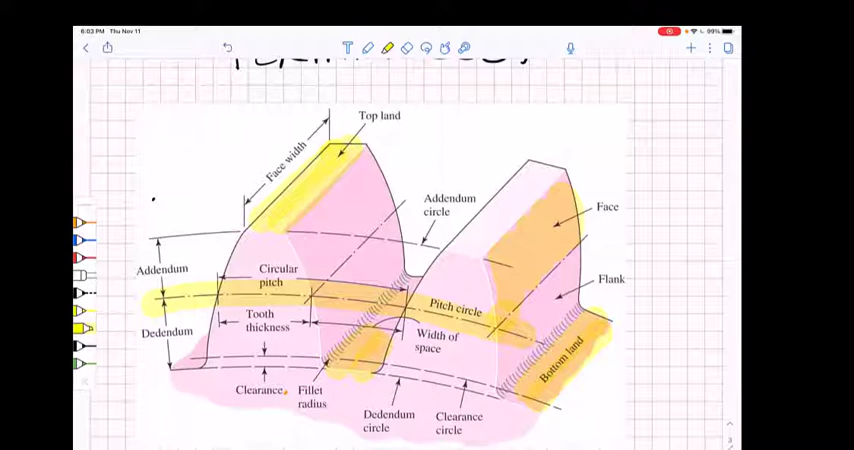 6:03 PM Thu Nov 11
99%
Top land
Face width
Addendum
circle
Face
Addendum
Circular
pitch
Flank
Pitch circle
Dedendum
Tooth
thickness
Width of
space
Bottom land
Clearance
Fillet
radius
Dedendum
circle
Clearance
circle
3